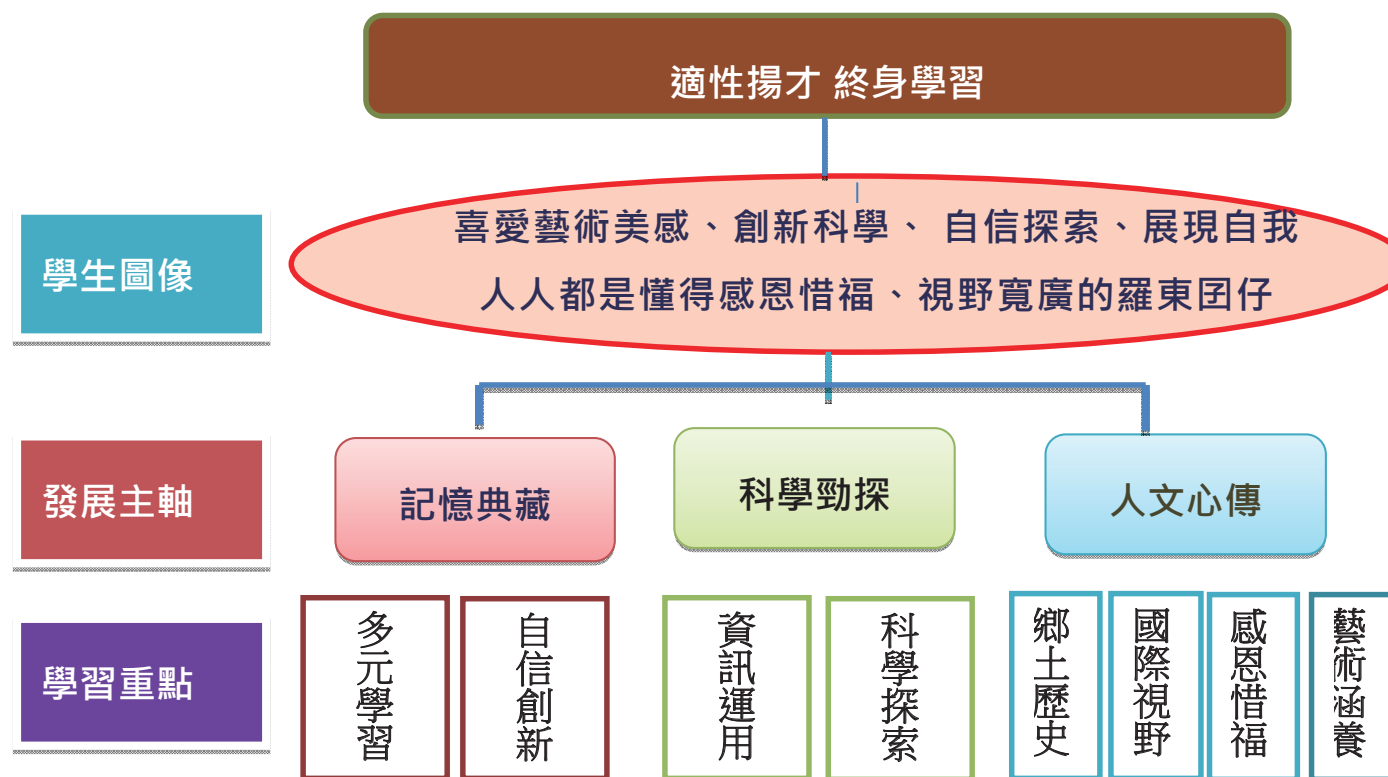 適性揚才 終身學習
學生圖像
喜愛藝術美感、創新科學、 自信探索、展現自我
人人都是懂得感恩惜福、視野寬廣的羅東囝仔
發展主軸
記憶典藏
科學勁探
人文心傳
學習重點
多元學習
自信創新
資訊運用
科學探索
鄉土歷史
國際視野
感恩惜福
藝術涵養